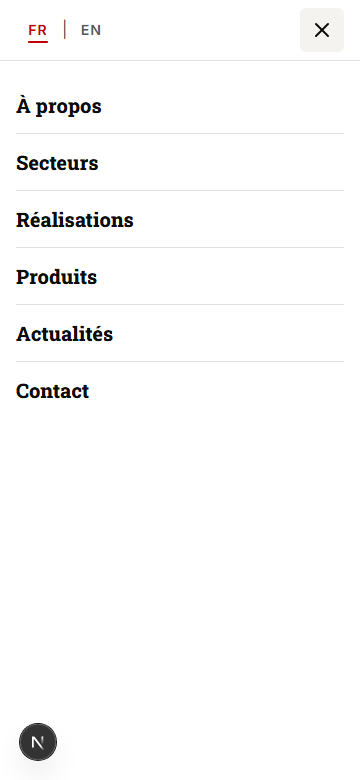 FR | EN
À propos
Secteurs
Réalisations
Produits
Actualités
Contact
N